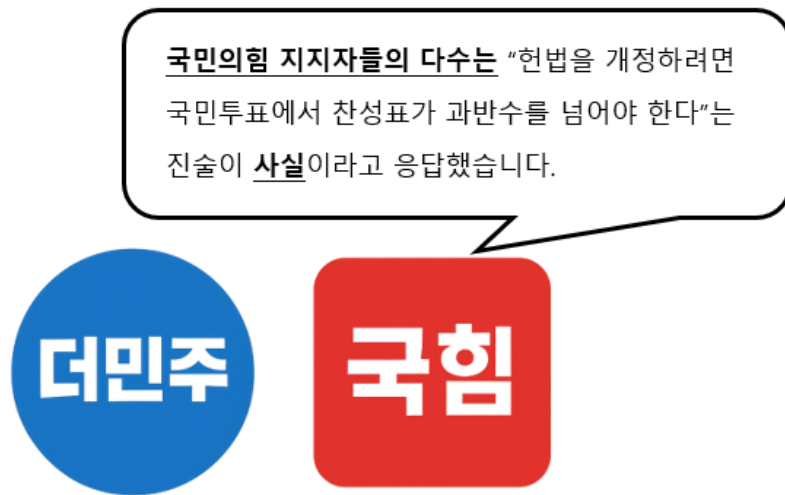 국민의힘 지지자들의 다수는 “헌법을 개정하려면
국민투표에서 찬성표가 과반수를 넘어야 한다”는
진술이 사실이라고 응답했습니다.
더민주
국힘